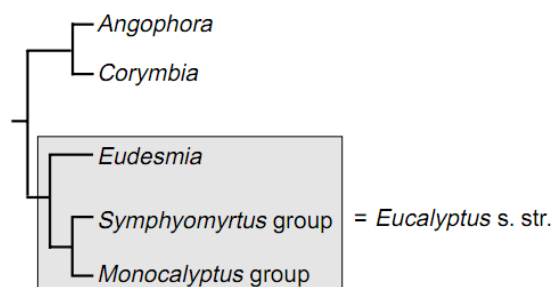 Angophora
Corymbia
Eudesmia
Symphyomyrtus group = Eucalyptus s. str.
Monocalyptus group